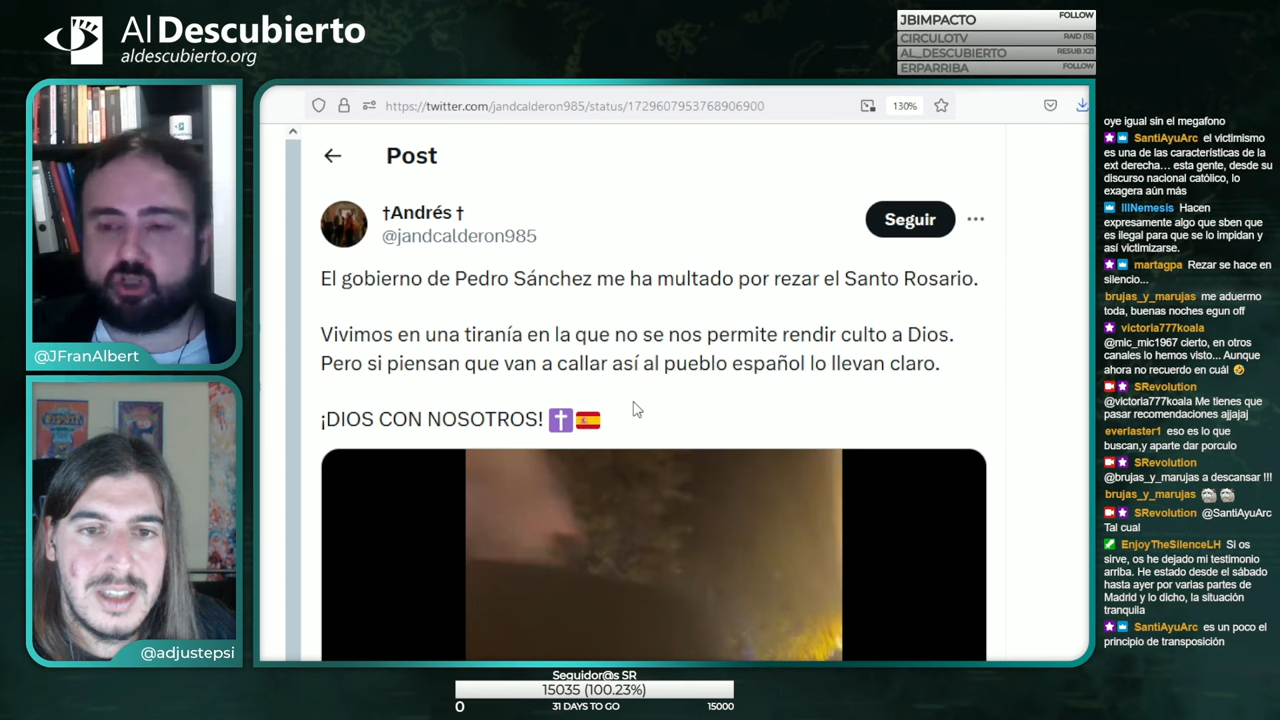 Al Descubierto
aldescubierto.org
JBIMPACTO FOLLOW
CIRCULOTV RAID (15)
AL_DESCUBIERTO RESUB X21
ERPARRIBA FOLLOW
@JFranAlbert
@adjustepsi
https://twitter.com/jandcalderon985/status/1729607953768906900
130%
Post
†Andrés †
@jandcalderon985
Seguir
El gobierno de Pedro Sánchez me ha multado por rezar el Santo Rosario.
Vivimos en una tiranía en la que no se nos permite rendir culto a Dios.
Pero si piensan que van a callar así al pueblo español lo llevan claro.
¡DIOS CON NOSOTROS! ✝️🇪🇸
oye igual sin el megafono
SantiAyuArc el victimismo
es una de las características de la
ext derecha… esta gente, desde su
discurso nacional católico, lo
exagera aún más
IIINemesis Hacen
expresamente algo que sben que
es ilegal para que se lo impidan y
así victimizarse.
martagpa Rezar se hace en
silencio...
brujas_y_marujas me aduermo
toda, buenas noches egun off
victoria777koala
@mic_mic1967 cierto, en otros
canales lo hemos visto... Aunque
ahora no recuerdo en cuál 🤣
SRevolution
@victoria777koala Me tienes que
pasar recomendaciones ajjajaj
everlaster1 eso es lo que
buscan,y aparte dar porculo
SRevolution
@brujas_y_marujas a descansar !!!
brujas_y_marujas
SRevolution @SantiAyuArc
Tal cual
EnjoyTheSilenceLH Si os
sirve, os he dejado mi testimonio
arriba. He estado desde el sábado
hasta ayer por varias partes de
Madrid y lo dicho, la situación
tranquila
SantiAyuArc es un poco el
principio de transposición
Seguidor@s SR
15035 (100.23%)
0 31 DAYS TO GO 15000